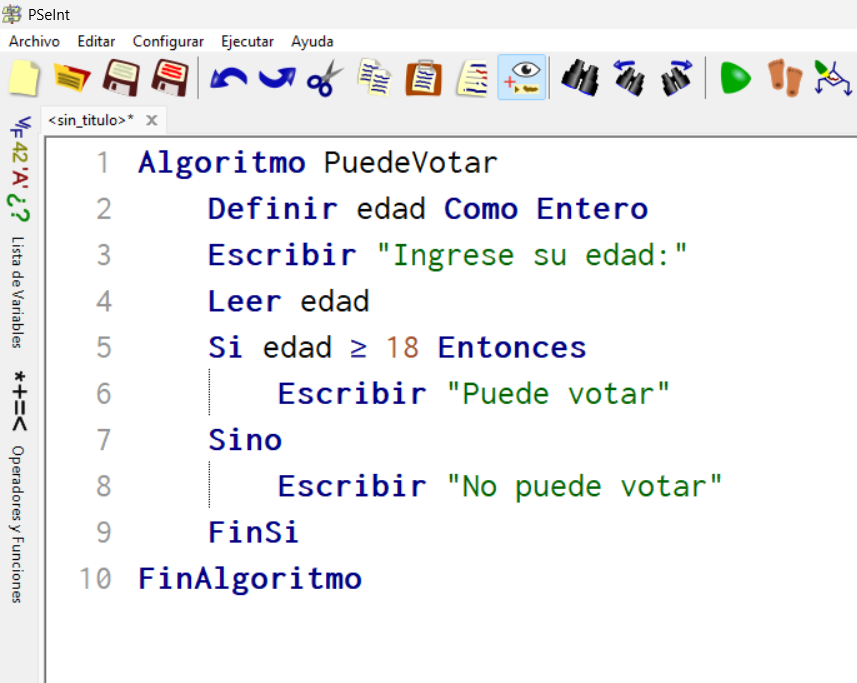 PSeInt
Archivo Editar Configurar Ejecutar Ayuda
<sin_titulo>* x
V F 42 'A' ¿?
Lista de Variables
*+=<
Operadores y Funciones
1 Algoritmo PuedeVotar
2 Definir edad Como Entero
3 Escribir "Ingrese su edad:"
4 Leer edad
5 Si edad ≥ 18 Entonces
6 Escribir "Puede votar"
7 Sino
8 Escribir "No puede votar"
9 FinSi
10 FinAlgoritmo